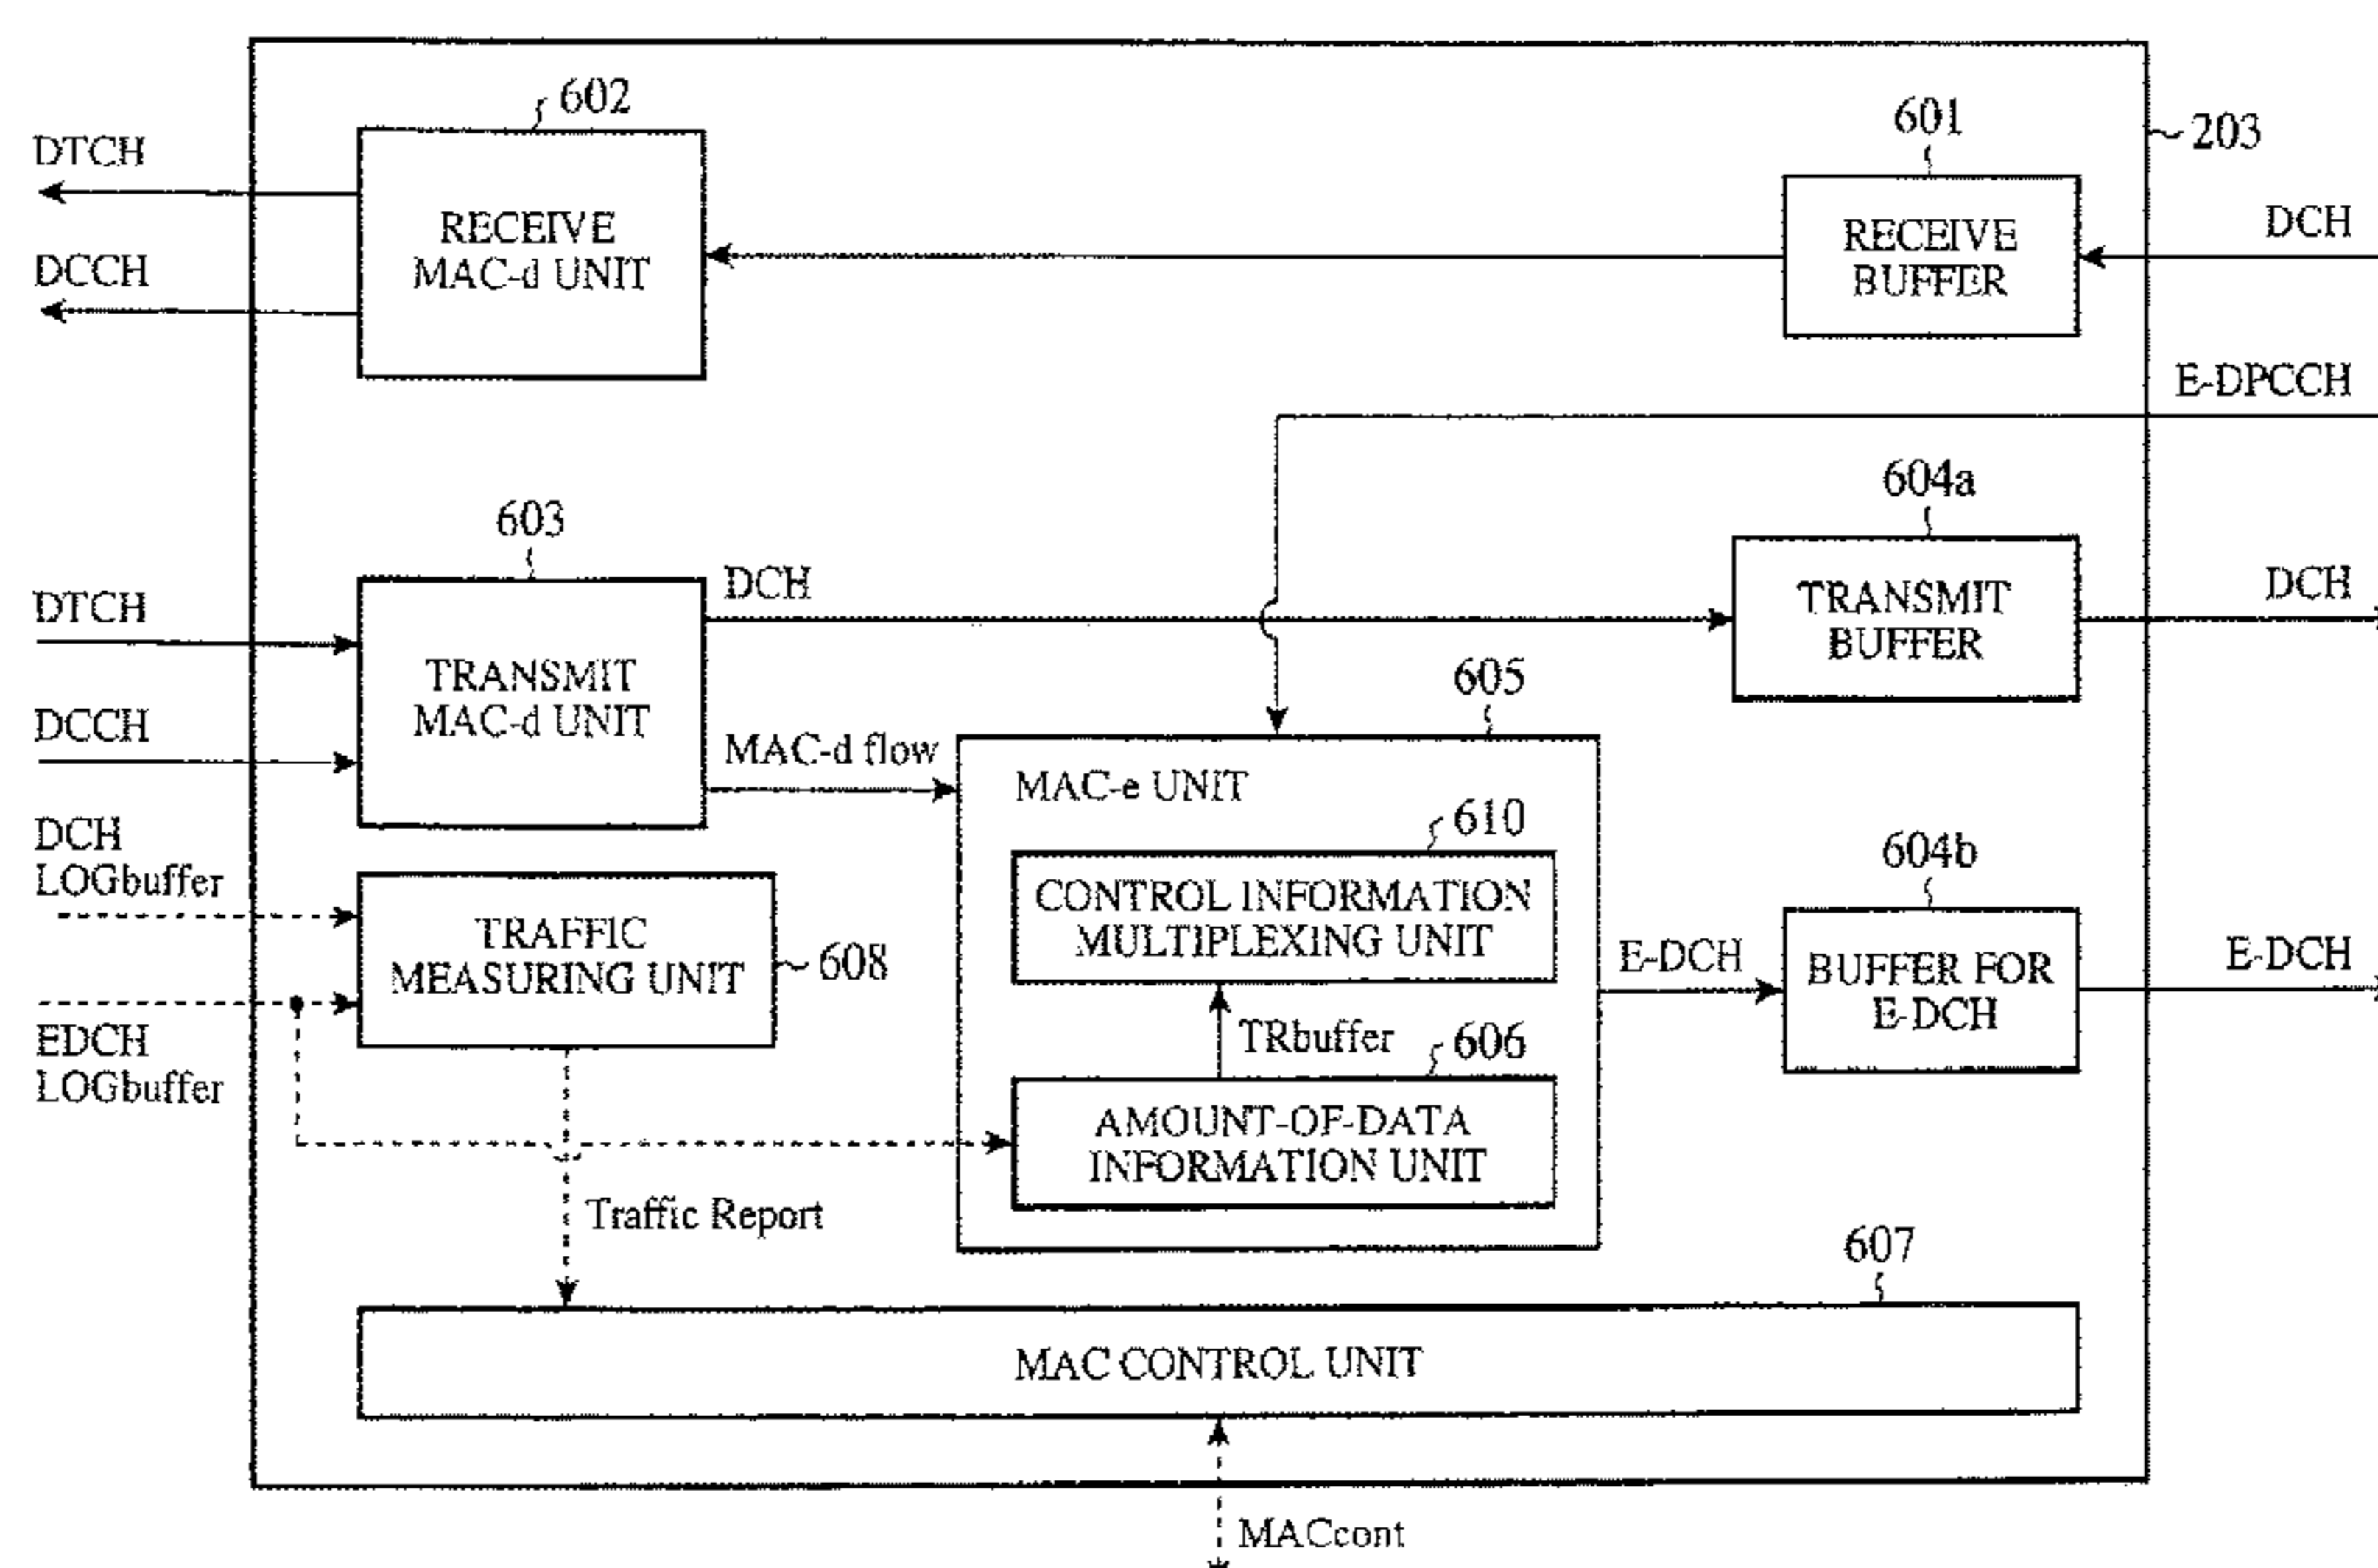 602
601
203
DTCH
DCH
RECEIVE
MAC-d UNIT
RECEIVE
BUFFER
DCCH
E-DPCCH
604a
603
DCH
DCH
DTCH
TRANSMIT
BUFFER
TRANSMIT
MAC-d UNIT
605
DCCH
MAC-d flow
MAC-e UNIT
610
DCH
LOGbuffer
604b
CONTROL INFORMATION
MULTIPLEXING UNIT
TRAFFIC
MEASURING UNIT
608
E-DCH
BUFFER FOR
E-DCH
E-DCH
EDCH
LOGbuffer
TRbuffer
606
AMOUNT-OF-DATA
INFORMATION UNIT
Traffic Report
607
MAC CONTROL UNIT
MACcont